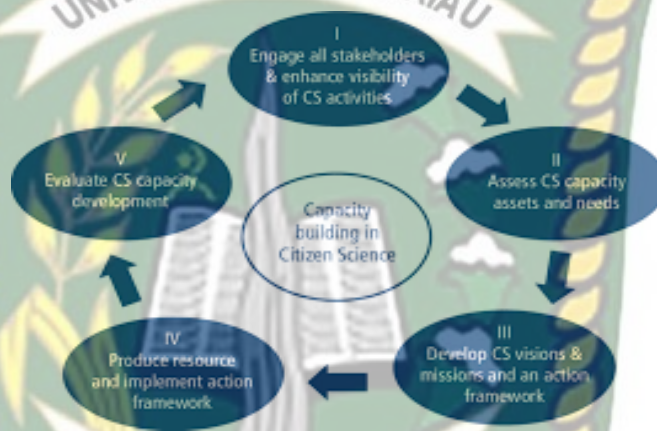 I
Engage all stakeholders
& enhance visibility
of CS activities
II
Assess CS capacity
assets and needs
III
Develop CS visions &
missions and an action
framework
IV
Produce resource
and implement action
framework
V
Evaluate CS capacity
development
Capacity
building in
Citizen Science